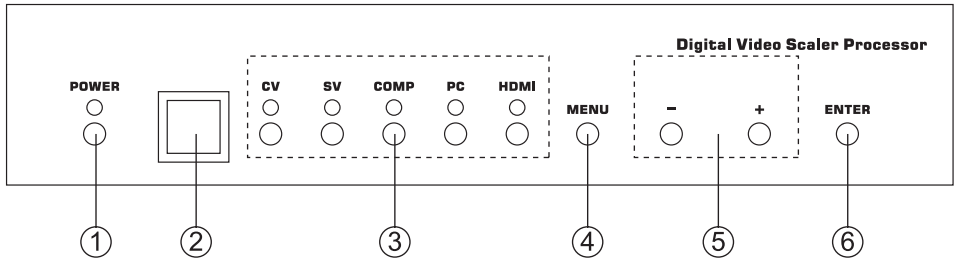 Digital Video Scaler Processor
POWER
CV SV COMP PC HDMI
MENU
- +
ENTER
1 2 3 4 5 6